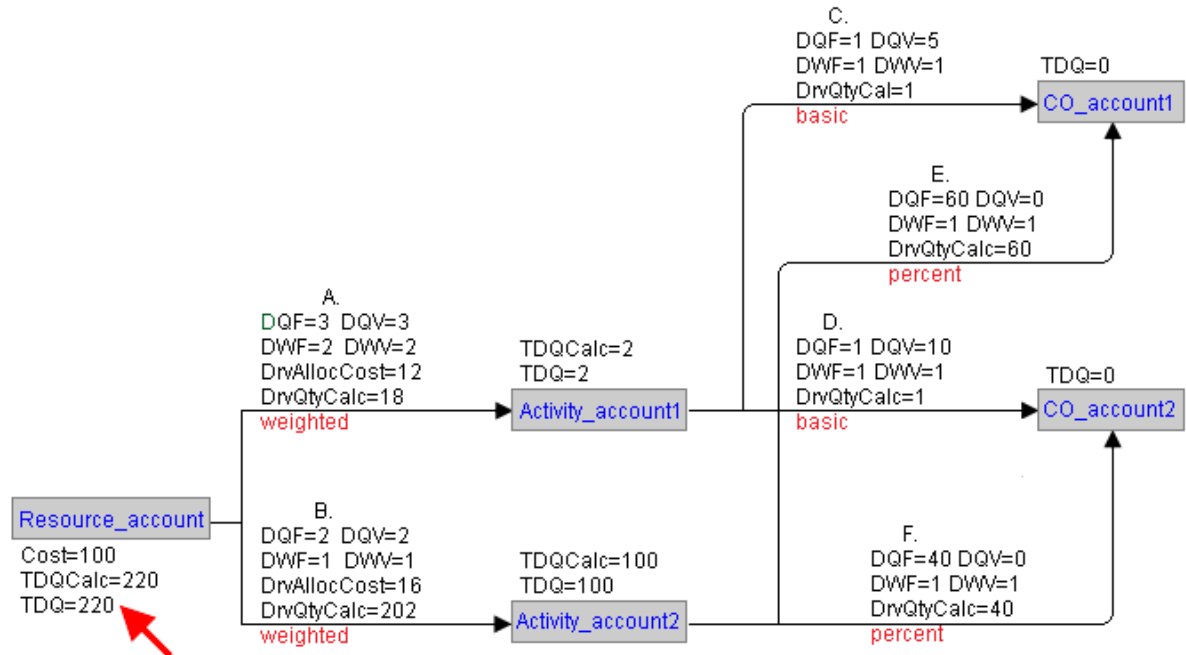 C.
DQF=1 DQV=5
DWF=1 DWV=1
DrvQtyCal=1
basic
TDQ=0
CO_account1
E.
DQF=60 DQV=0
DWF=1 DWV=1
DrvQtyCalc=60
percent
A.
DQF=3 DQV=3
DWF=2 DWV=2
DrvAllocCost=12
DrvQtyCalc=18
weighted
TDQCalc=2
TDQ=2
Activity_account1
D.
DQF=1 DQV=10
DWF=1 DWV=1
DrvQtyCalc=1
basic
TDQ=0
CO_account2
Resource_account
Cost=100
TDQCalc=220
TDQ=220
B.
DQF=2 DQV=2
DWF=1 DWV=1
DrvAllocCost=16
DrvQtyCalc=202
weighted
TDQCalc=100
TDQ=100
Activity_account2
F.
DQF=40 DQV=0
DWF=1 DWV=1
DrvQtyCalc=40
percent